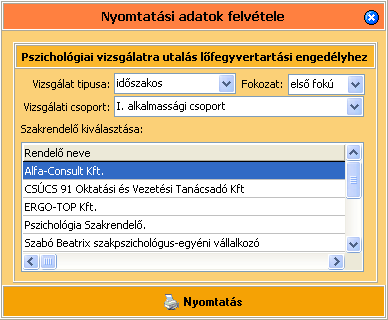 Nyomtatási adatok felvétele
Pszichológiai vizsgálatra utalás lőfegyvertartási engedélyhez
Vizsgálat tipusa: időszakos Fokozat: első fokú
Vizsgálati csoport: I. alkalmassági csoport
Szakrendelő kiválasztása:
Rendelő neve
Alfa-Consult Kft.
CSÚCS 91 Oktatási és Vezetési Tanácsadó Kft
ERGO-TOP Kft.
Pszichológia Szakrendelő.
Szabó Beatrix szakpszichológus-egyéni vállalkozó
Nyomtatás